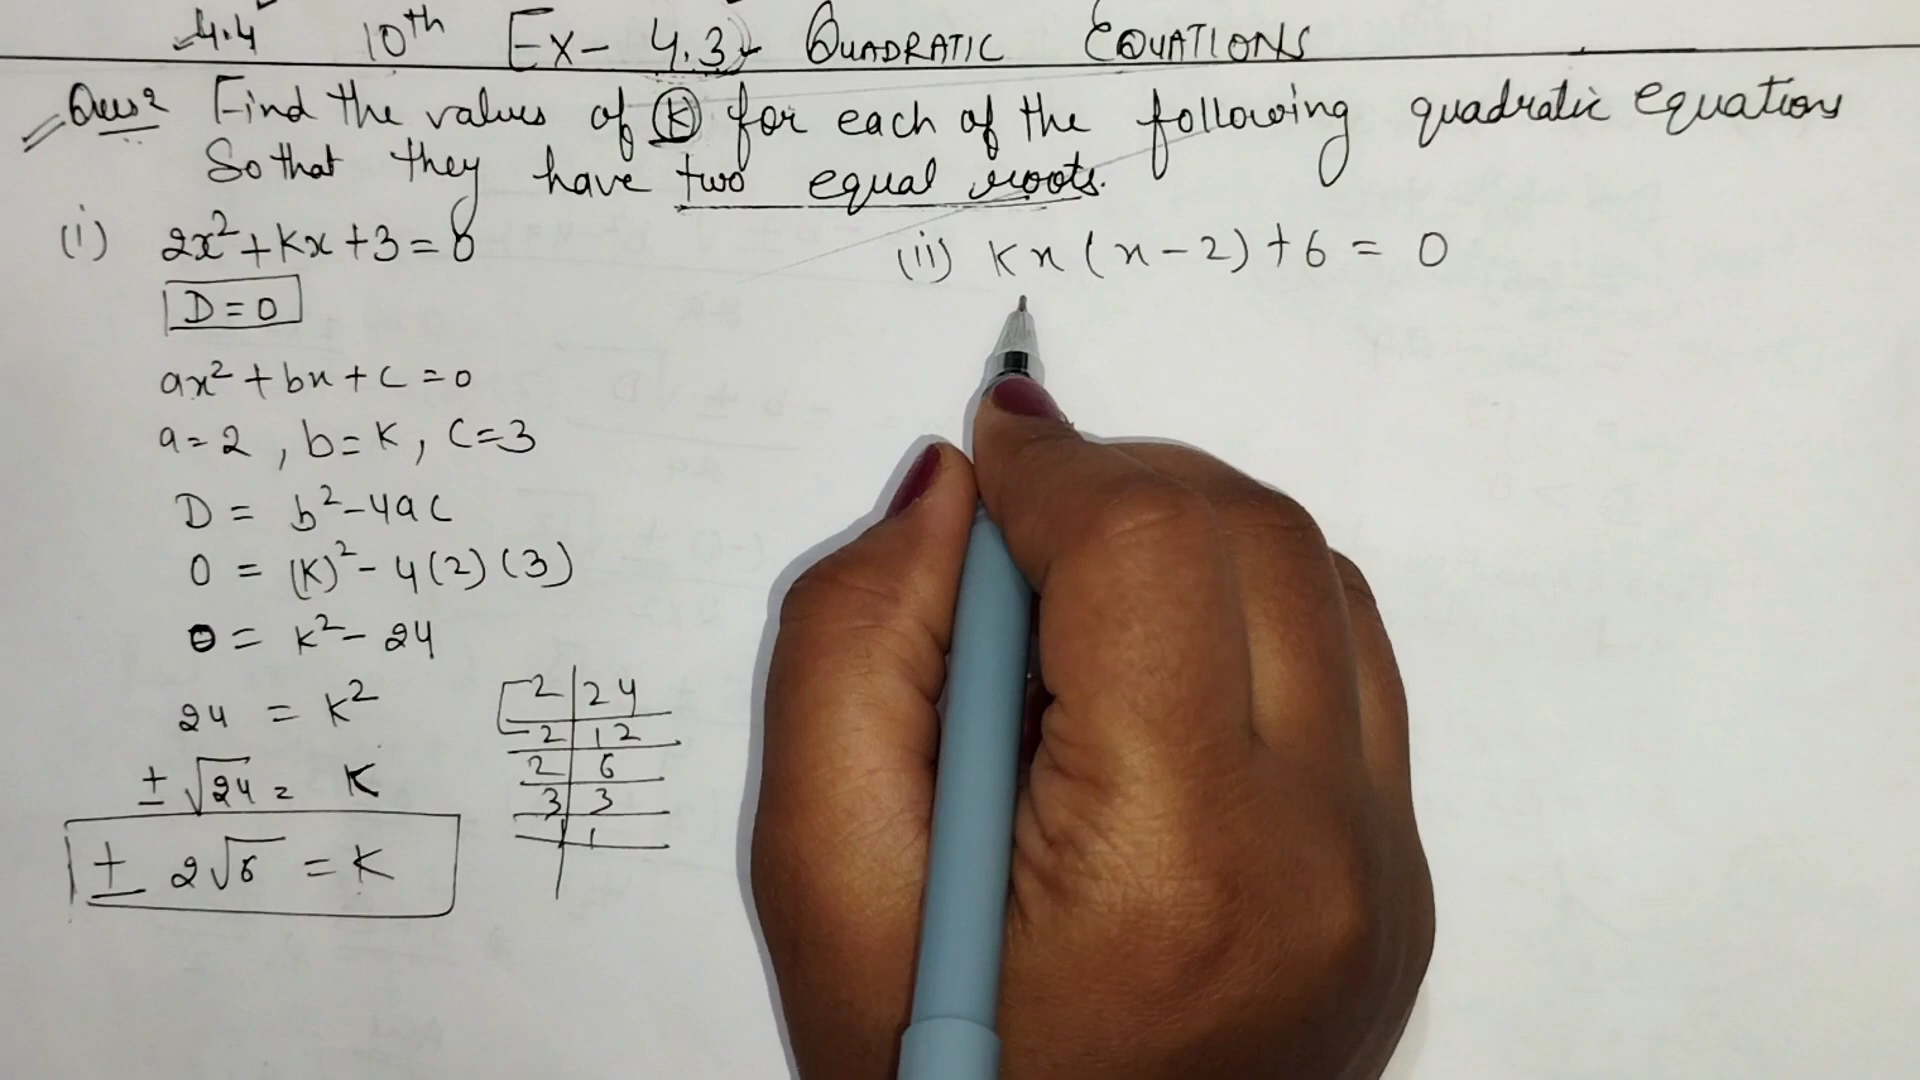 4.4 10th Ex- 4.3 QUADRATIC EQUATIONS
Ques 2 Find the values of K for each of the following quadratic equations
So that they have two equal roots.
(i) 2x²+Kx+3=0
D=0
ax²+bx+c=0
a=2, b=K, c=3
D = b²-4ac
0 = (K)²-4(2)(3)
0 = K²-24
24 = K²
± √24 = K
± 2√6 = K
2|24
2|12
2|6
3|3
1|1
(ii) Kx(x-2)+6=0